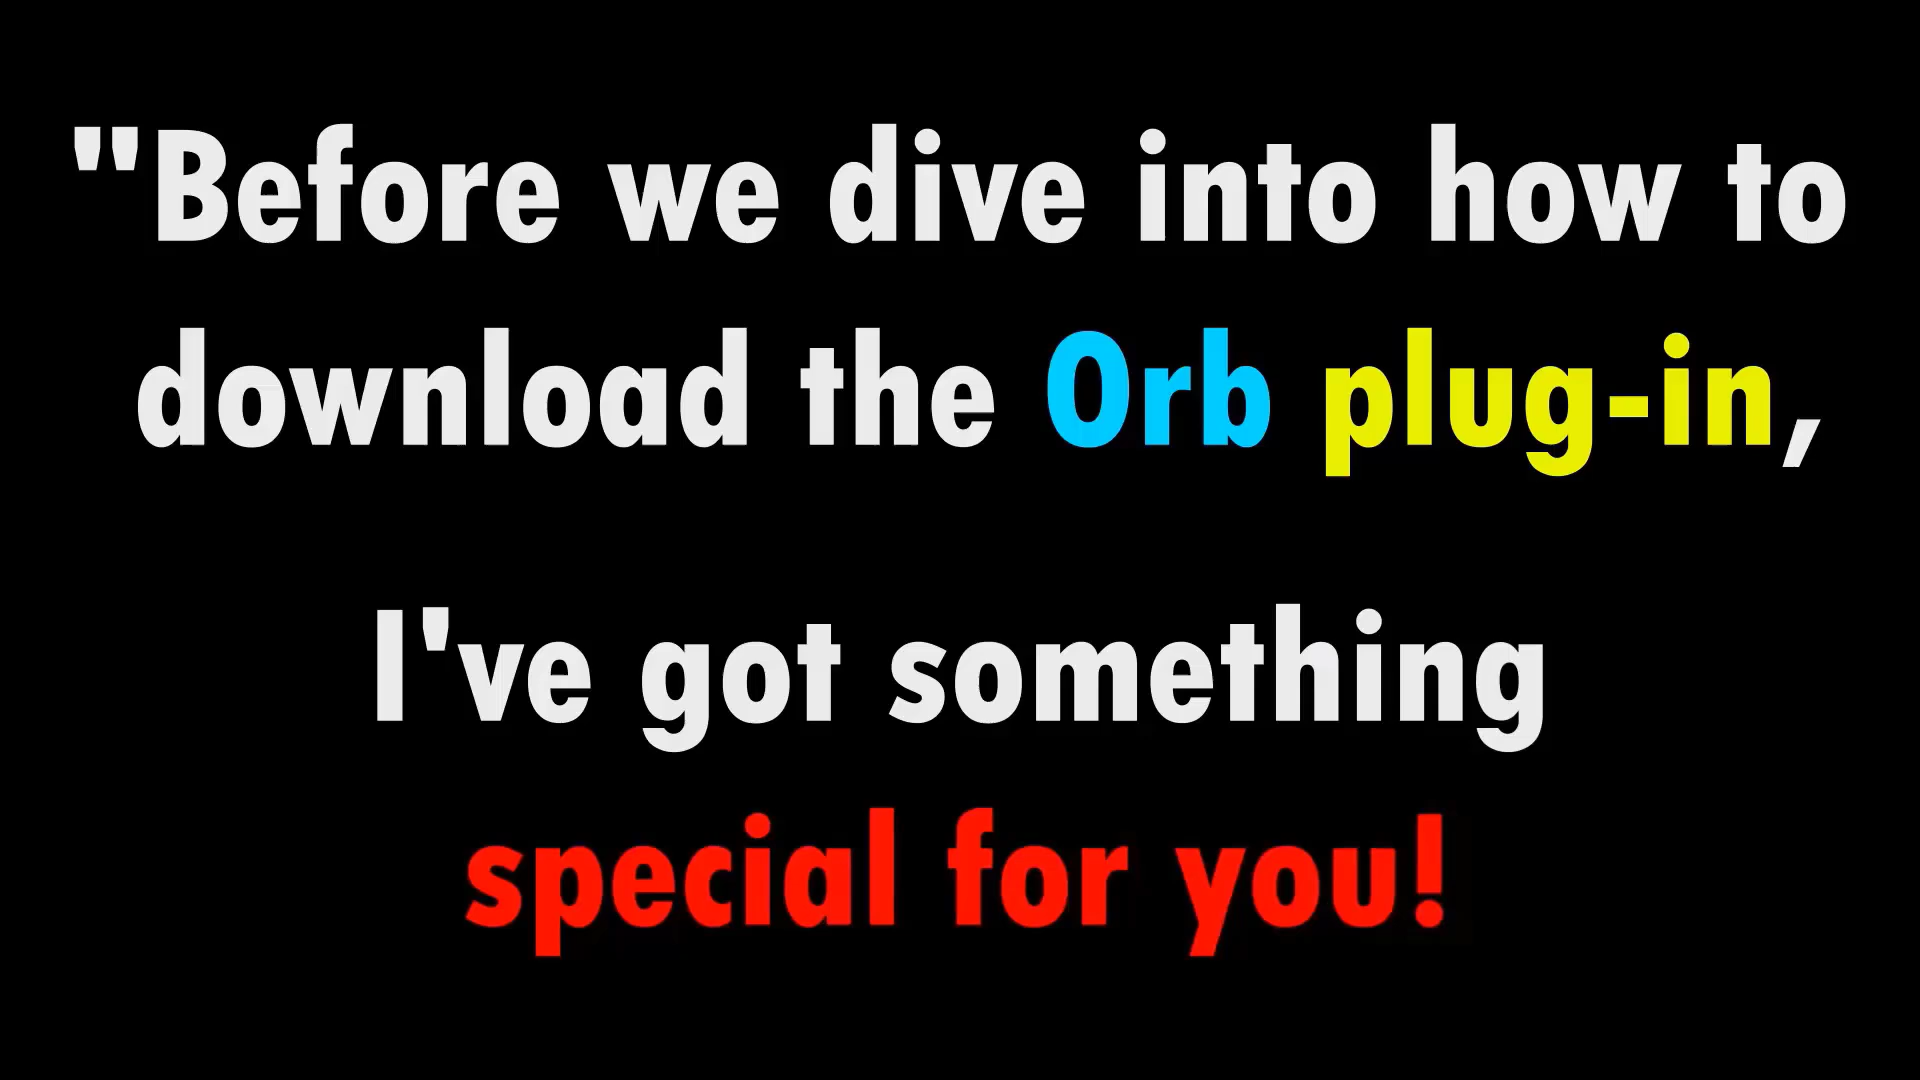 "Before we dive into how to
download the Orb plug-in,
I've got something
special for you!